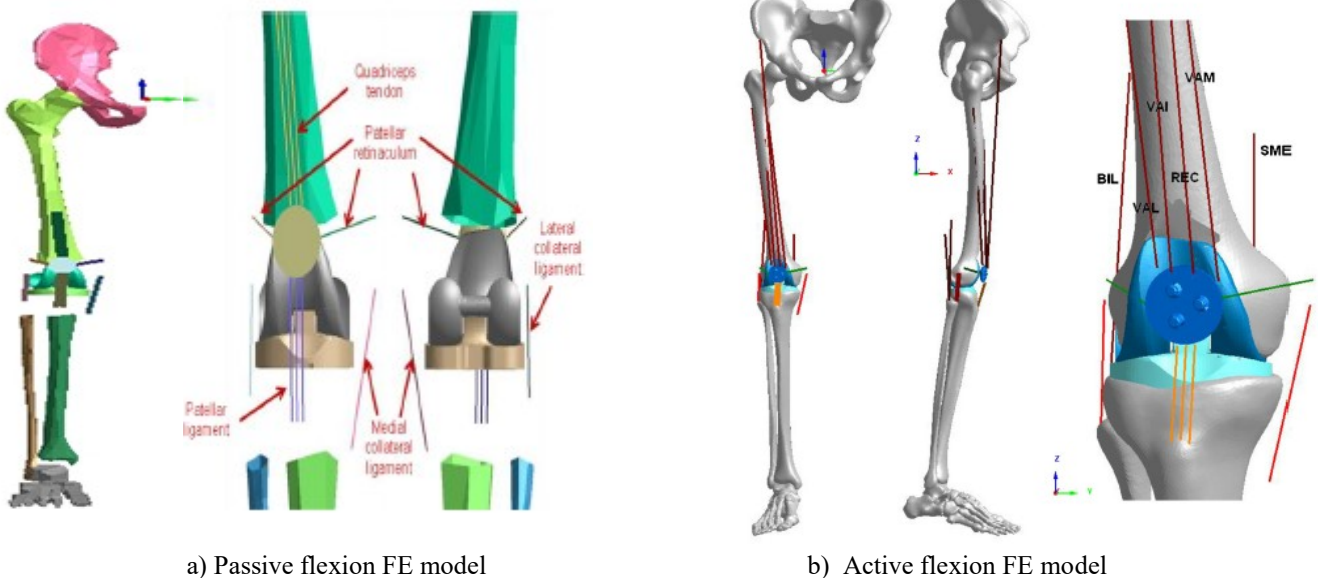 Quadriceps
tendon
Patellar
retinaculum
Lateral
collateral
ligament
Patellar
ligament
Medial
collateral
ligament
z
x
VAM
VAI
SME
BIL
REC
VAL
z
Y
a) Passive flexion FE model
b) Active flexion FE model